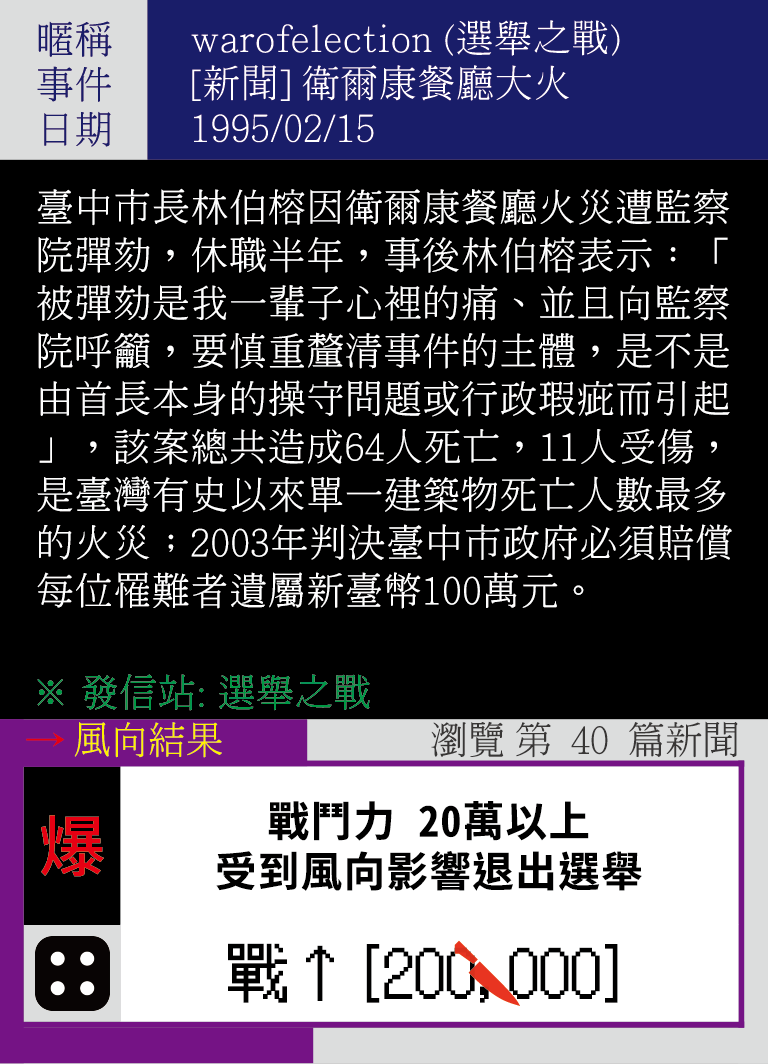 暱稱 warofelection (選舉之戰)
事件 [新聞] 衛爾康餐廳大火
日期 1995/02/15
臺中市長林伯榕因衛爾康餐廳火災遭監察
院彈劾，休職半年，事後林伯榕表示：「
被彈劾是我一輩子心裡的痛、並且向監察
院呼籲，要慎重釐清事件的主體，是不是
由首長本身的操守問題或行政瑕疵而引起
」，該案總共造成64人死亡，11人受傷，
是臺灣有史以來單一建築物死亡人數最多
的火災；2003年判決臺中市政府必須賠償
每位罹難者遺屬新臺幣100萬元。
※ 發信站: 選舉之戰
→ 風向結果 瀏覽 第 40 篇新聞
爆
戰鬥力 20萬以上
受到風向影響退出選舉
戰↑[200,000]